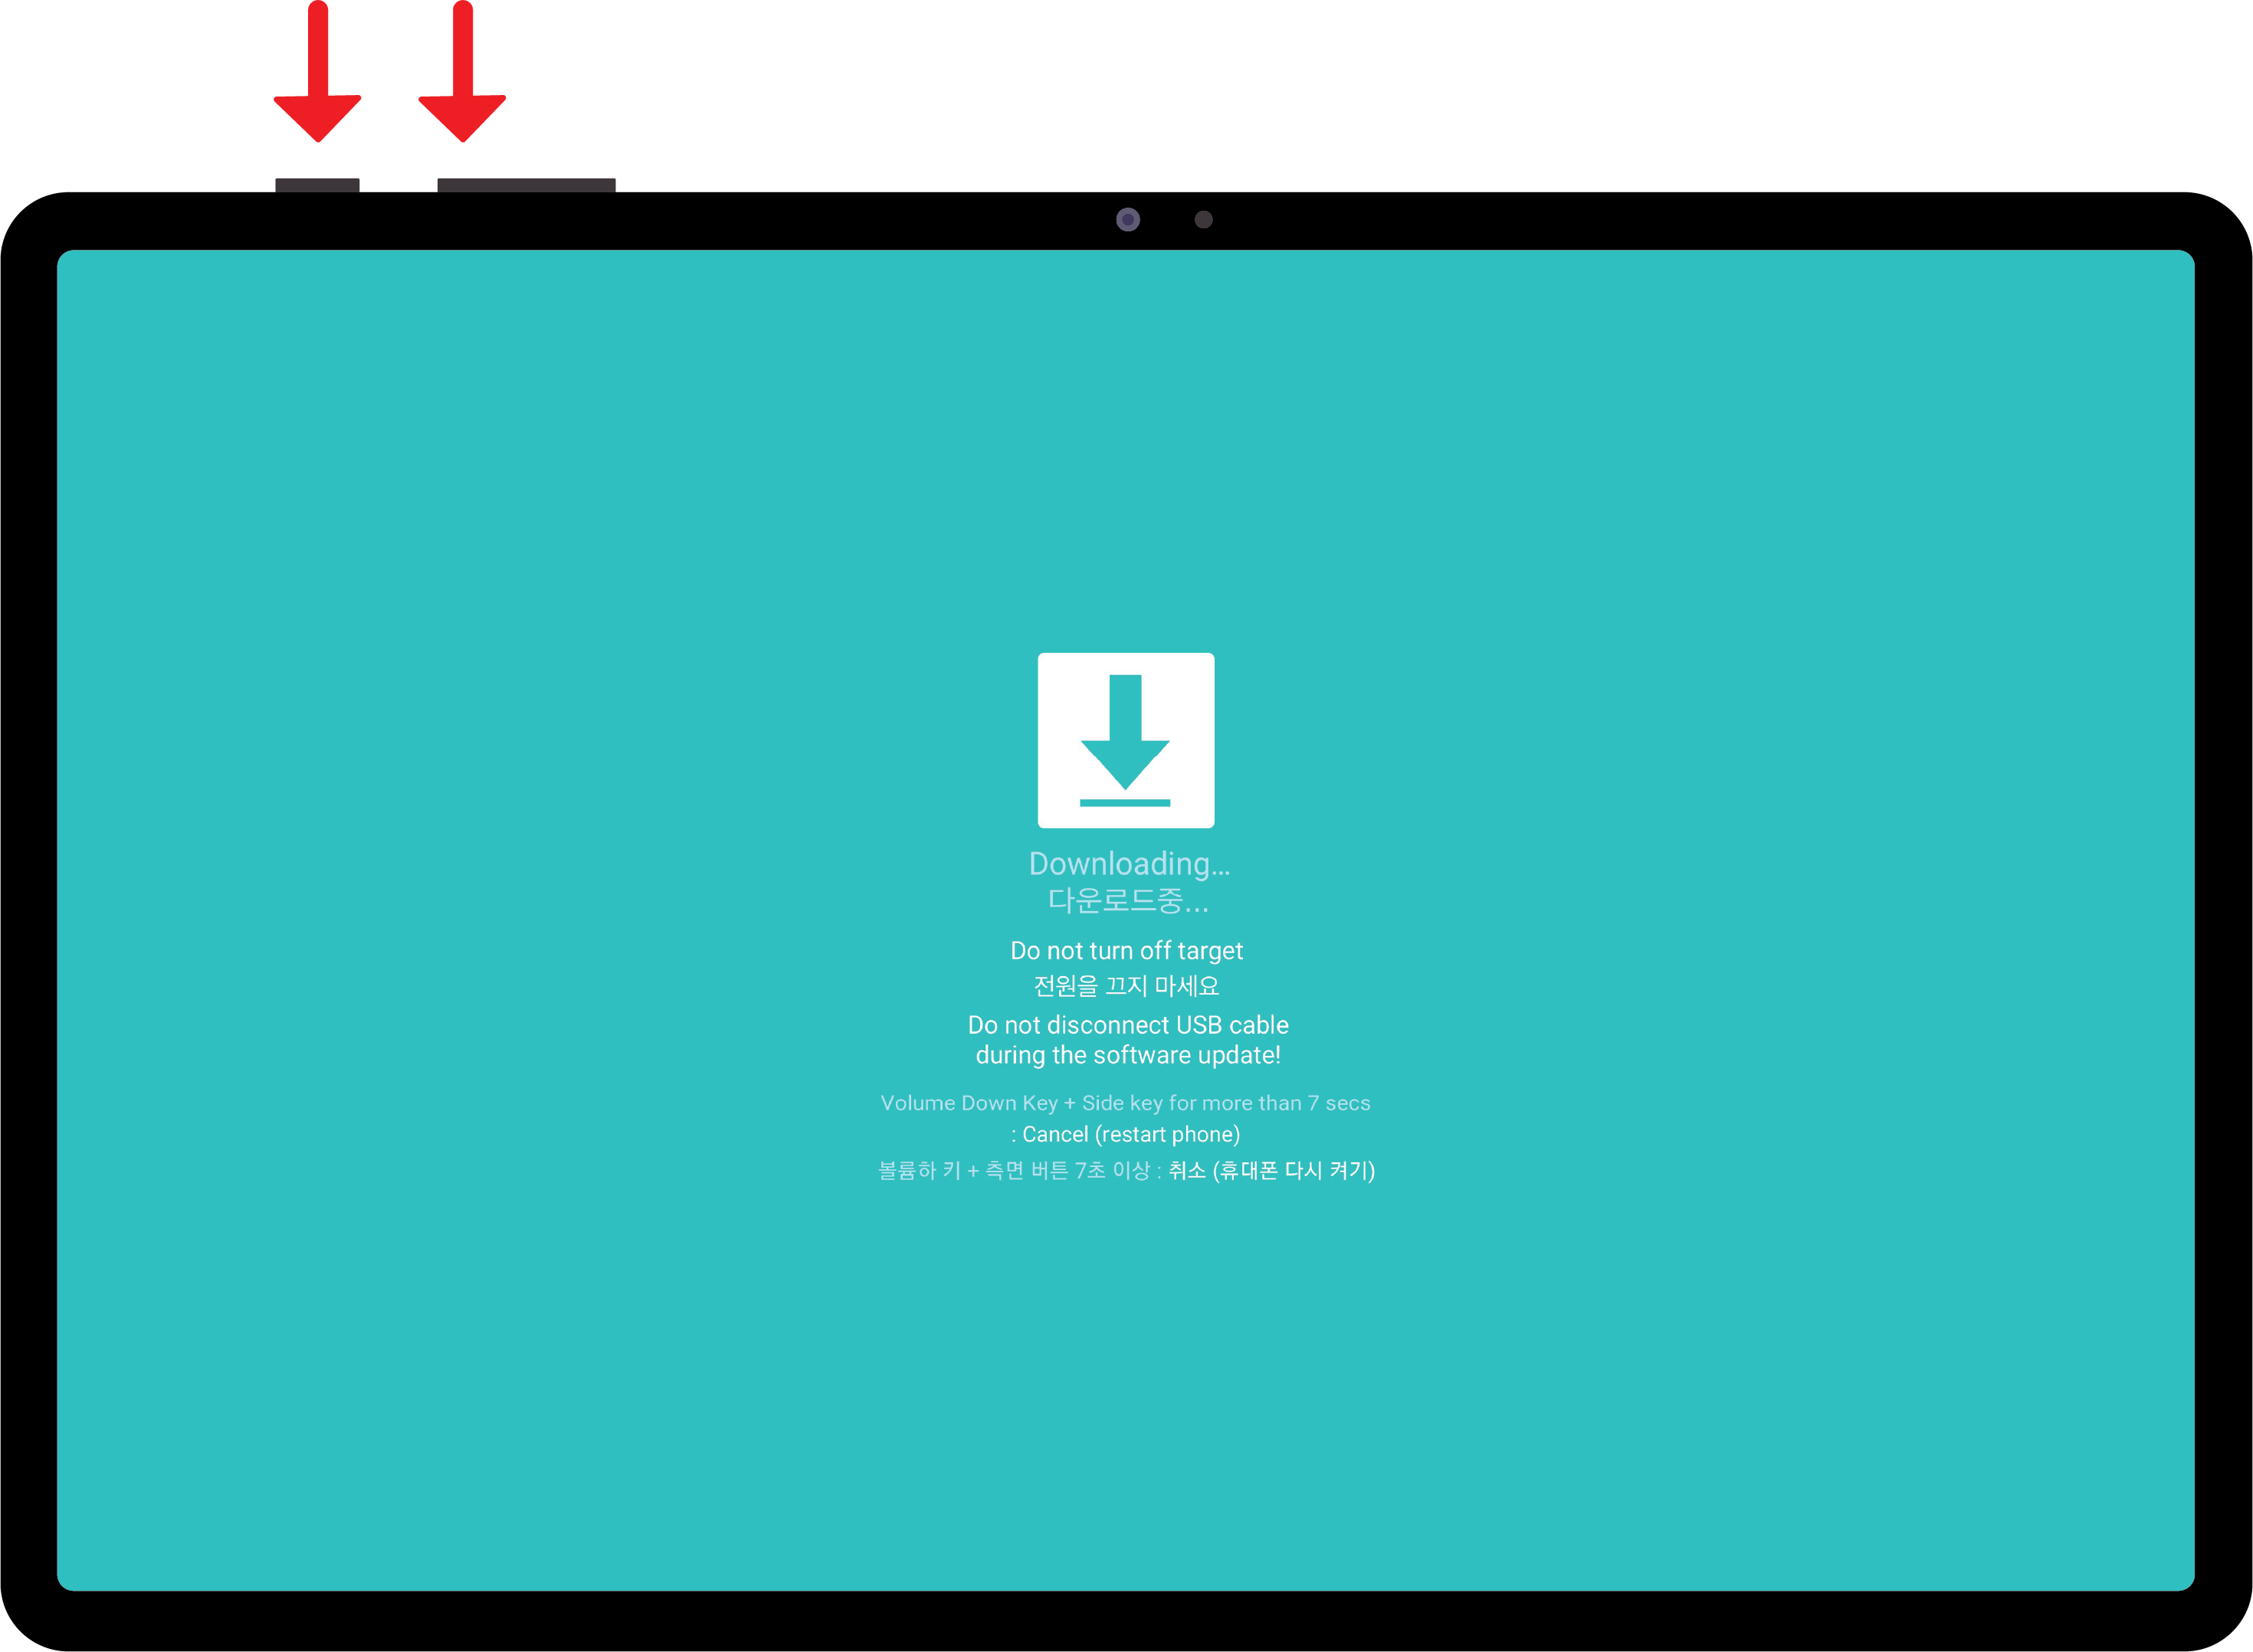 Downloading...
다운로드중...
Do not turn off target
전원을 끄지 마세요
Do not disconnect USB cable
during the software update!
Volume Down Key + Side key for more than 7 secs
: Cancel (restart phone)
볼륨하 키 + 측면 버튼 7초 이상 : 취소 (휴대폰 다시 켜기)